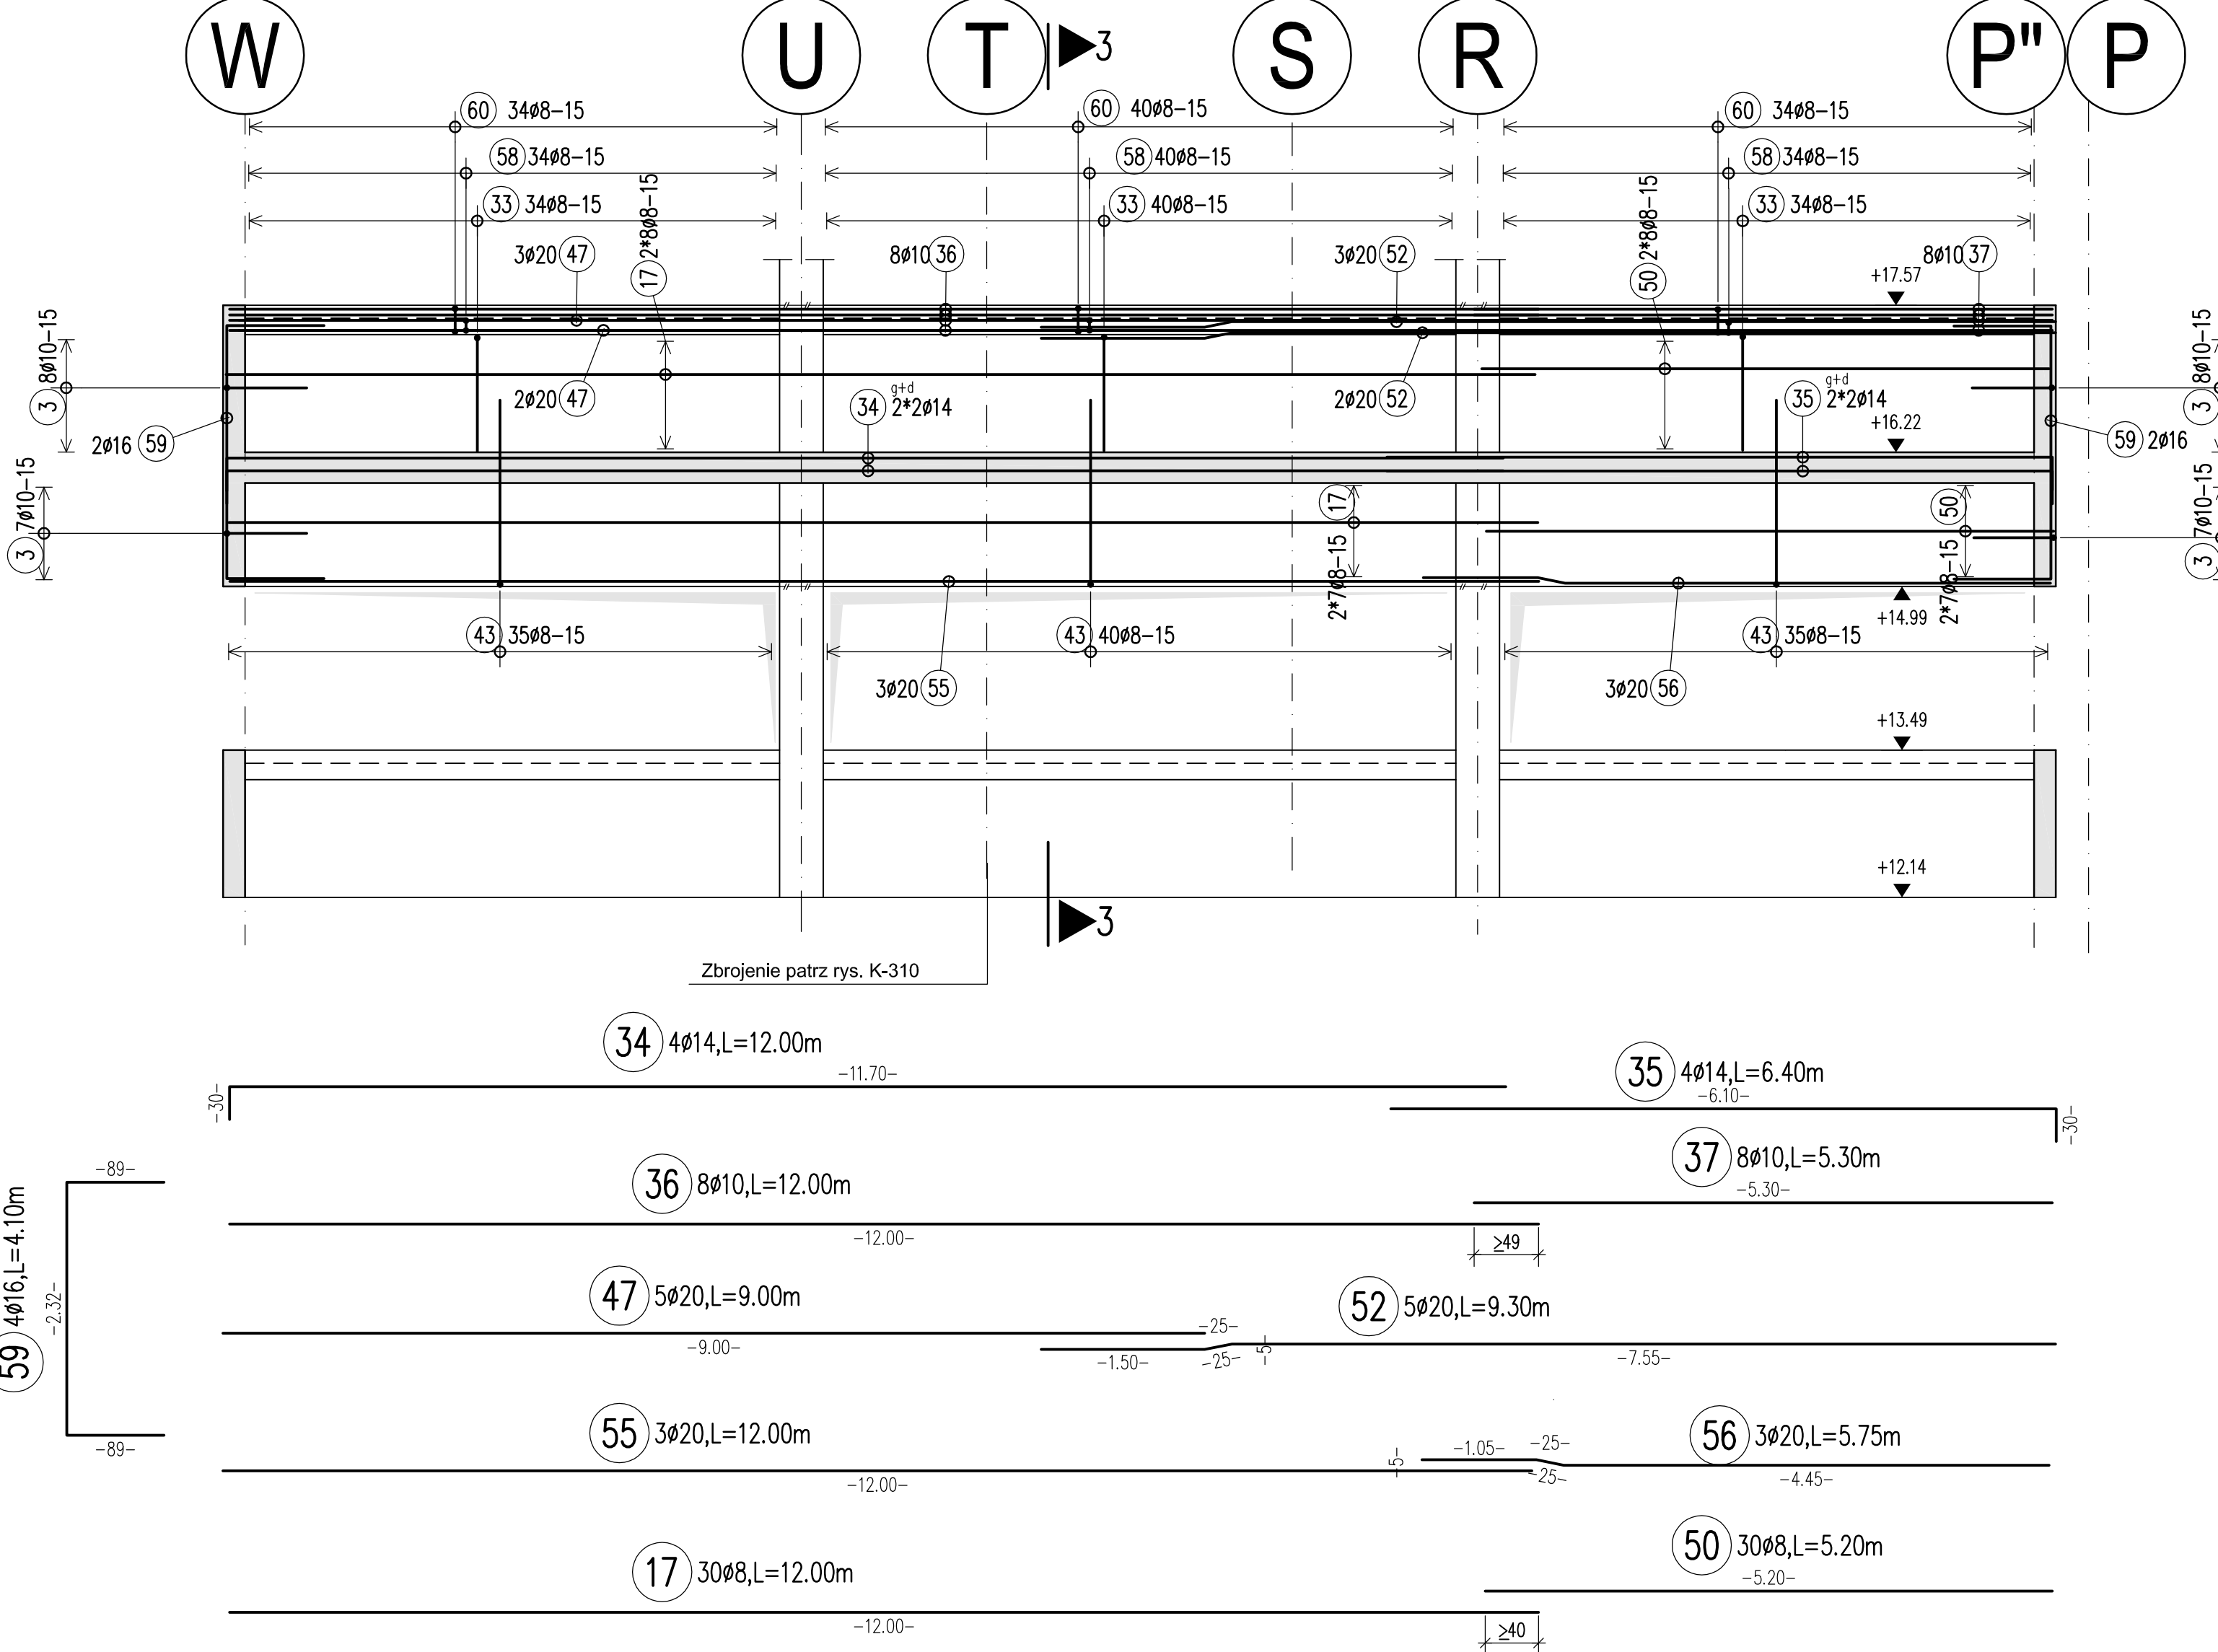 W U T S R P" P
3
60 34ø8-15 60 40ø8-15 60 34ø8-15
58 34ø8-15 58 40ø8-15 58 34ø8-15
33 34ø8-15 33 40ø8-15 33 34ø8-15
17 2*8ø8-15
50 2*8ø8-15
3ø20 47 8ø10 36 3ø20 52 8ø10 37
+17.57
3 8ø10-15
3 8ø10-15
2ø20 47
g+d
34 2*2ø14
2ø20 52
g+d
35 2*2ø14
+16.22
2ø16 59
59 2ø16
3 7ø10-15
2*7ø8-15 17
2*7ø8-15 50
3 7ø10-15
+14.99
43 35ø8-15 43 40ø8-15 43 35ø8-15
3ø20 55 3ø20 56
+13.49
+12.14
3
Zbrojenie patrz rys. K-310
34 4ø14,L=12.00m
-11.70-
-30-
35 4ø14,L=6.40m
-6.10-
-30-
37 8ø10,L=5.30m
-5.30-
36 8ø10,L=12.00m
-12.00-
≥49
59 4ø16,L=4.10m
-89-
-2.32-
-89-
47 5ø20,L=9.00m
-9.00-
52 5ø20,L=9.30m
-25-
-1.50- -25- -5- -7.55-
55 3ø20,L=12.00m
-12.00-
56 3ø20,L=5.75m
-5- -1.05- -25-
-25- -4.45-
50 30ø8,L=5.20m
-5.20-
17 30ø8,L=12.00m
-12.00-
≥40